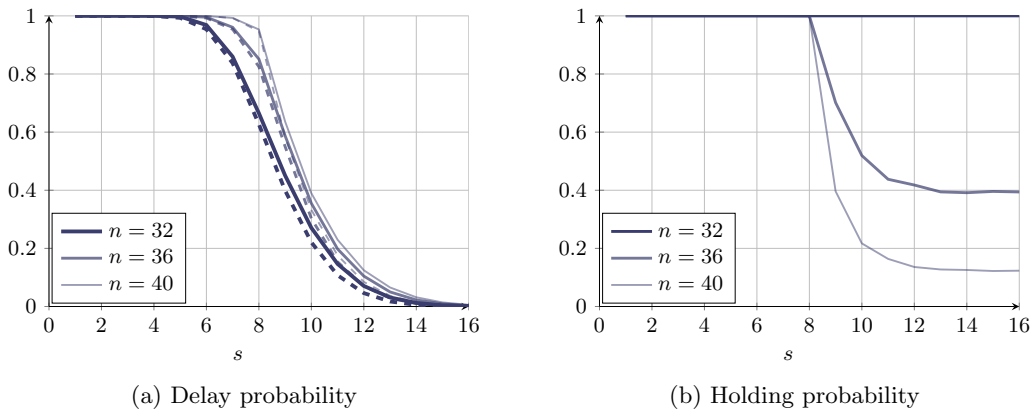 1
0.8
0.6
0.4
0.2
0
n = 32
n = 36
n = 40
0 2 4 6 8 10 12 14 16
s
(a) Delay probability
1
0.8
0.6
0.4
0.2
0
n = 32
n = 36
n = 40
0 2 4 6 8 10 12 14 16
s
(b) Holding probability